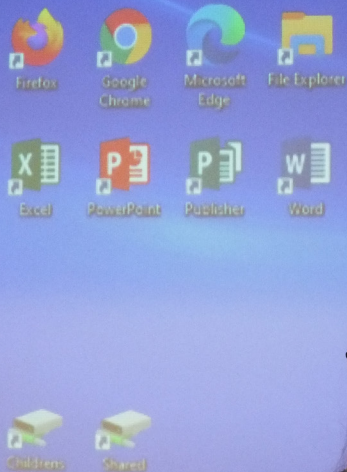 Firefox
Google
Chrome
Microsoft
Edge
File Explorer
X
P
P
W
Excel
PowerPoint
Publisher
Word
Childrens
Shared